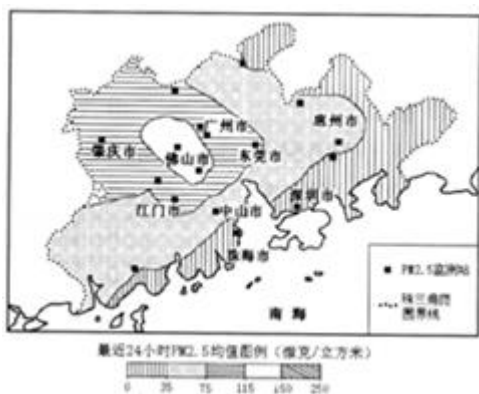 广州市
惠州市
肇庆市
佛山市
东莞市
深圳市
江门市
中山市
珠海市
PM2.5监测站
珠三角范
围界线
南海
最近24小时PM2.5均值图例（微克/立方米）
0 35 75 115 150 250